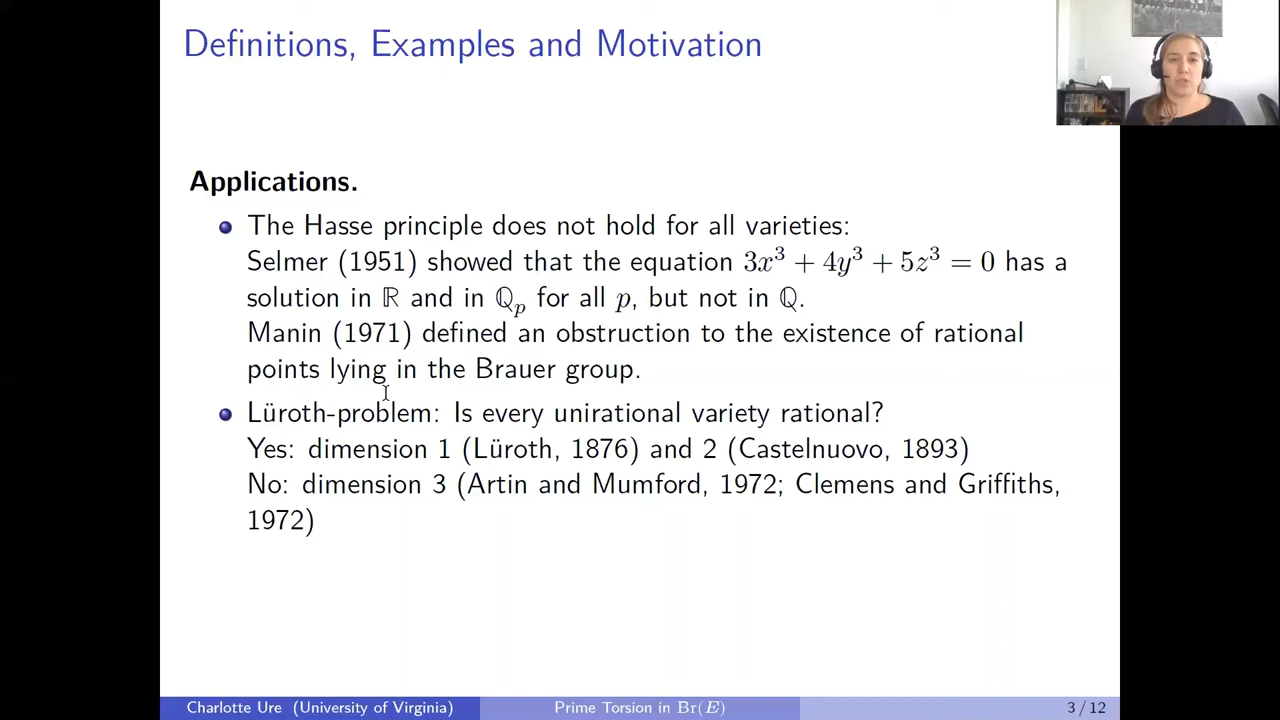 Definitions, Examples and Motivation
Applications.
The Hasse principle does not hold for all varieties:
Selmer (1951) showed that the equation 3x³ + 4y³ + 5z³ = 0 has a
solution in ℝ and in ℚₚ for all p, but not in ℚ.
Manin (1971) defined an obstruction to the existence of rational
points lying in the Brauer group.
Lüroth-problem: Is every unirational variety rational?
Yes: dimension 1 (Lüroth, 1876) and 2 (Castelnuovo, 1893)
No: dimension 3 (Artin and Mumford, 1972; Clemens and Griffiths,
1972)
Charlotte Ure (University of Virginia) Prime Torsion in Br(E) 3 / 12